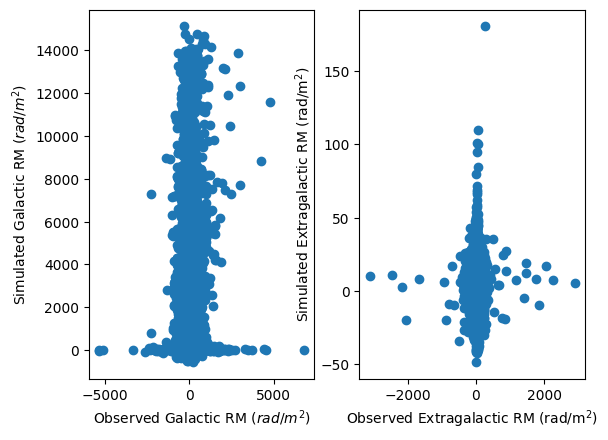 14000
12000
10000
8000
6000
4000
2000
0
−5000 0 5000
Simulated Galactic RM (rad/m²)
Observed Galactic RM (rad/m²)
150
100
50
0
−50
−2000 0 2000
Simulated Extragalactic RM (rad/m²)
Observed Extragalactic RM (rad/m²)